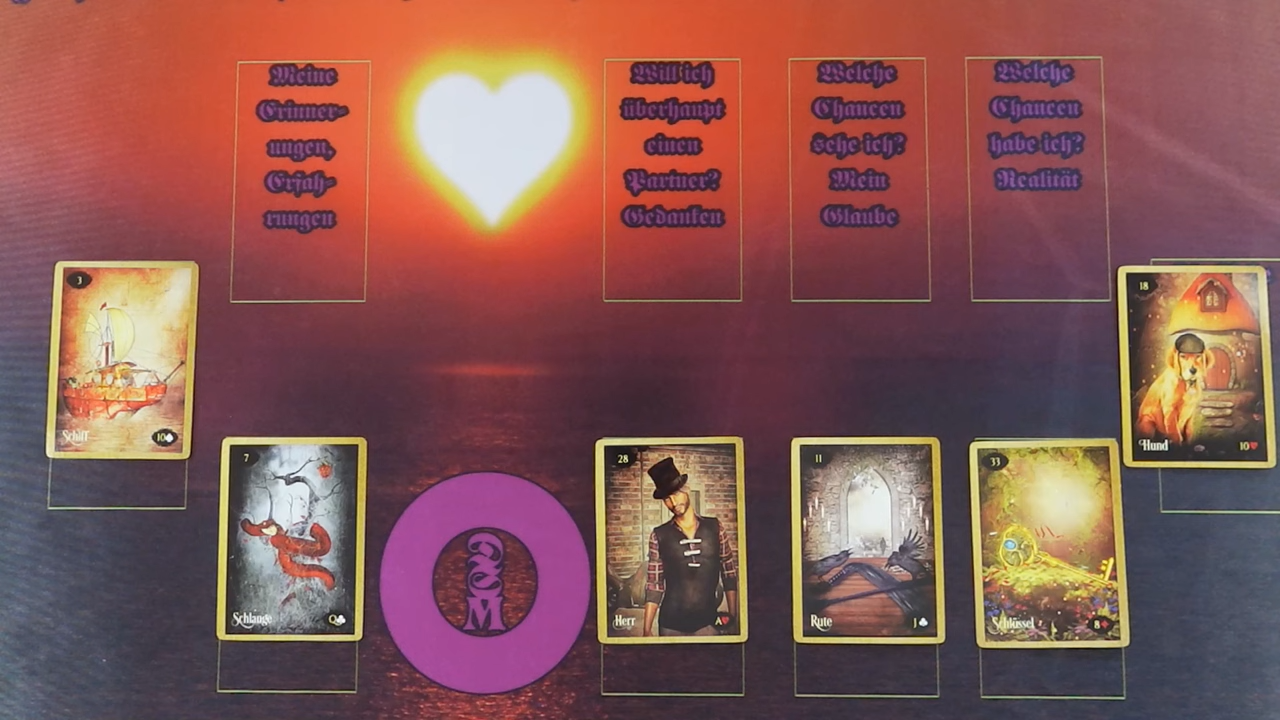 Meine
Erinner-
ungen,
Erfah-
rungen
Will ich
überhaupt
einen
Partner?
Gedanken
Welche
Chancen
sehe ich?
Mein
Glaube
Welche
Chancen
habe ich?
Realität
3
Schiff
10
18
Hund
10
7
Schlange
Q
M
28
Herr
A
11
Rute
J
33
Schlüssel
8